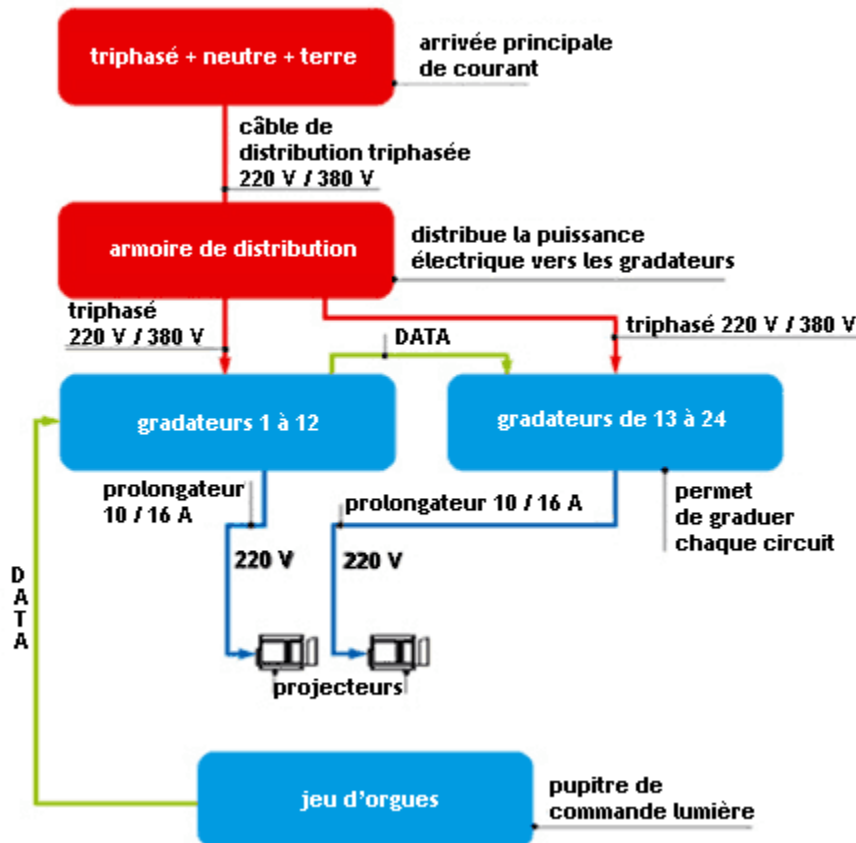 triphasé + neutre + terre
arrivée principale
de courant
câble de
distribution triphasée
220 V / 380 V
armoire de distribution
distribue la puissance
électrique vers les gradateurs
triphasé
220 V / 380 V
DATA
triphasé 220 V / 380 V
gradateurs 1 à 12
gradateurs de 13 à 24
prolongateur
10 / 16 A
prolongateur 10 / 16 A
permet
de graduer
chaque circuit
220 V
220 V
DATA
projecteurs
jeu d'orgues
pupitre de
commande lumière